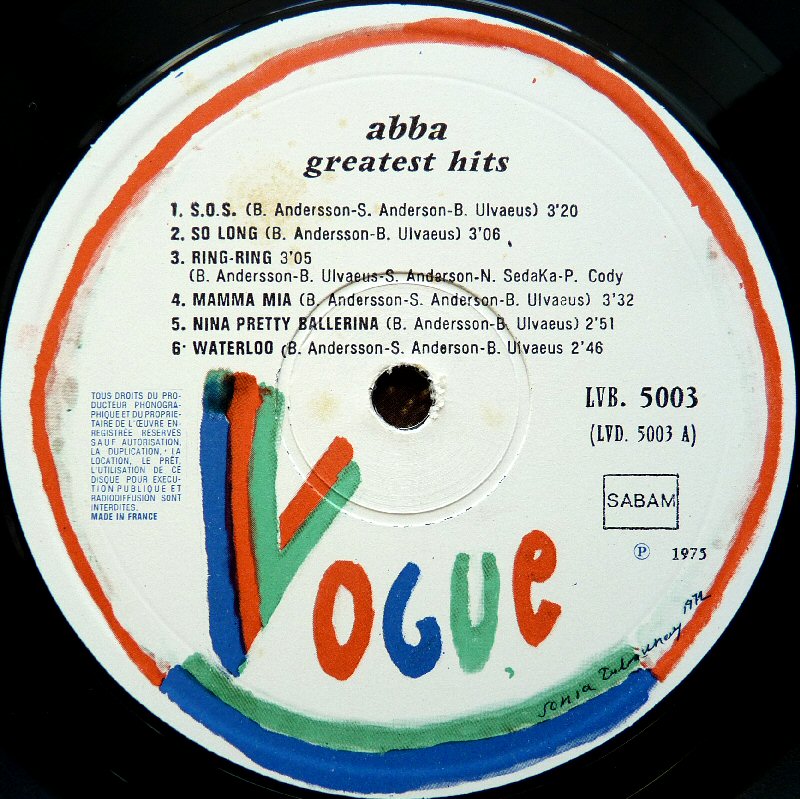 abba
greatest hits
1. S.O.S. (B. Andersson-S. Anderson-B. Ulvaeus) 3'20
2. SO LONG (B. Andersson-B. Ulvaeus) 3'06
3. RING-RING 3'05
(B. Andersson-B. Ulvaeus-S. Anderson-N. SedaKa-P. Cody
4. MAMMA MIA (B. Andersson-S. Anderson-B. Ulvaeus) 3'32
5. NINA PRETTY BALLERINA (B. Andersson-B. Ulvaeus) 2'51
6. WATERLOO (B. Andersson-S. Anderson-B. Ulvaeus 2'46
TOUS DROITS DU PRO-
DUCTEUR PHONOGRA-
PHIQUE ET DU PROPRIE-
TAIRE DE L'ŒUVRE EN-
REGISTREE RESERVES
SAUF AUTORISATION,
LA DUPLICATION, LA
LOCATION, LE PRÊT,
L'UTILISATION DE CE
DISQUE POUR EXECU-
TION PUBLIQUE ET
RADIODIFFUSION SONT
INTERDITES.
MADE IN FRANCE
LVB. 5003
(LVD. 5003 A)
SABAM
Ⓟ 1975
VOGUE
sonia Delaunay